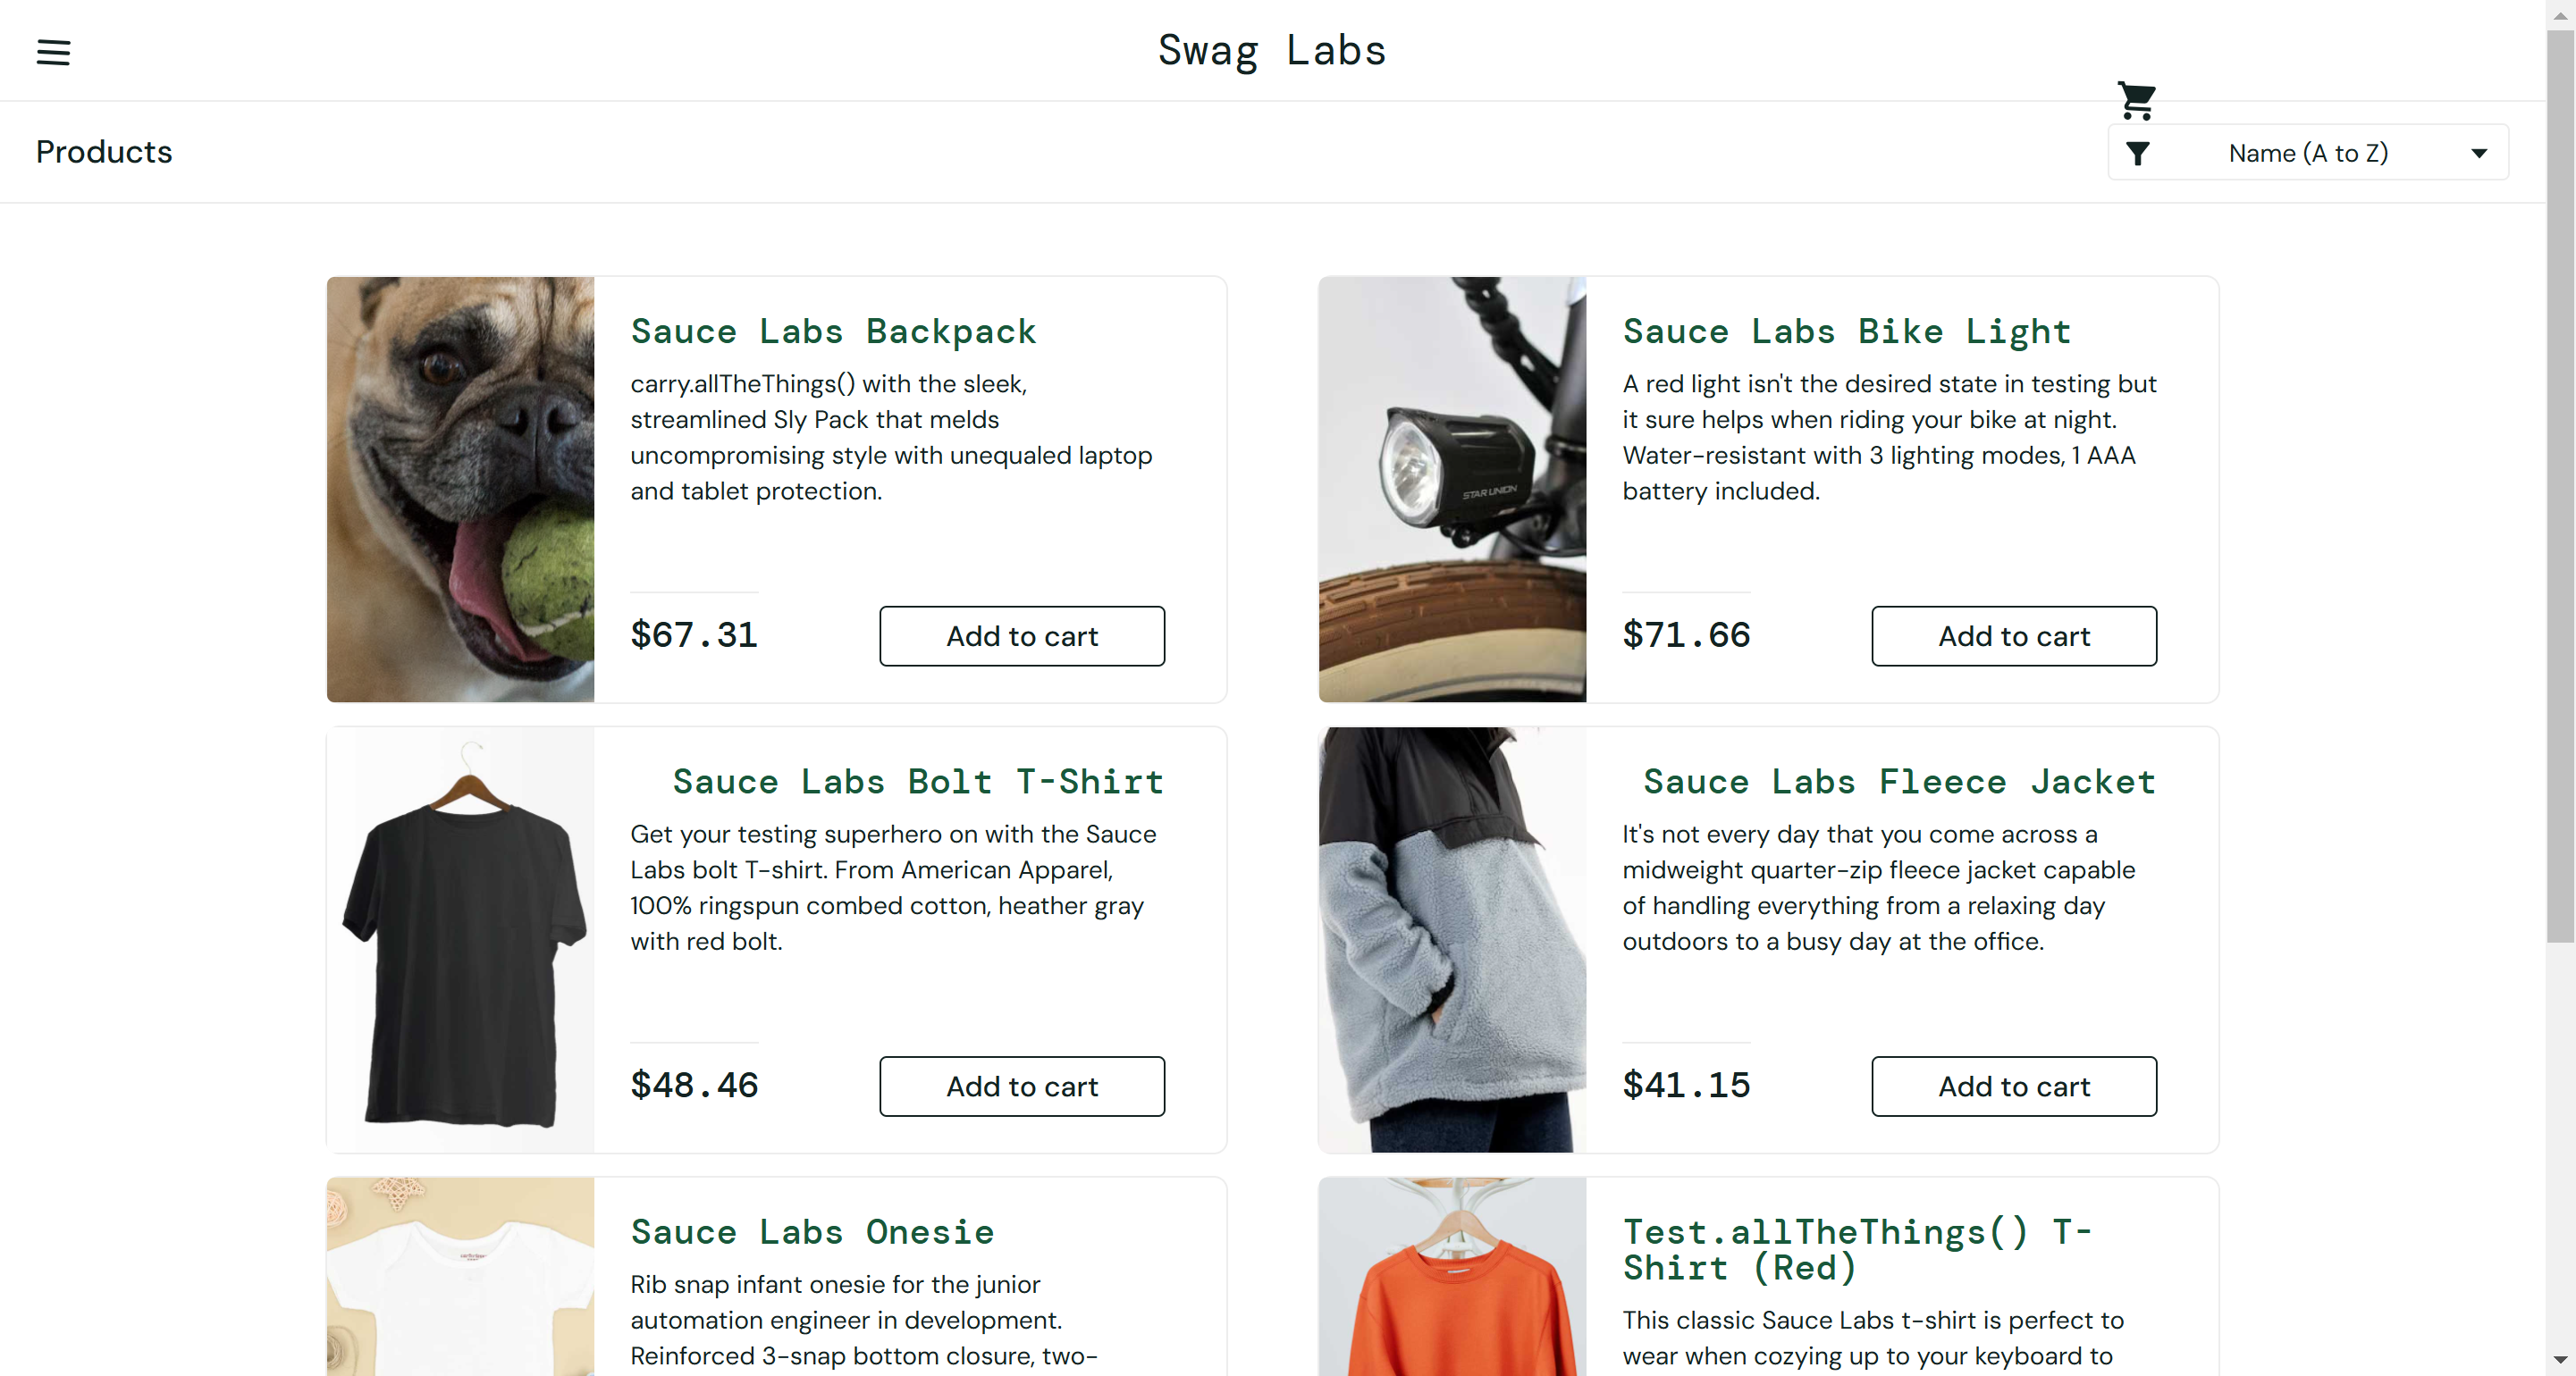 Swag Labs
Products
Name (A to Z)
Sauce Labs Backpack
carry.allTheThings() with the sleek,
streamlined Sly Pack that melds
uncompromising style with unequaled laptop
and tablet protection.
$67.31
Add to cart
STAR UNION
Sauce Labs Bike Light
A red light isn't the desired state in testing but
it sure helps when riding your bike at night.
Water-resistant with 3 lighting modes, 1 AAA
battery included.
$71.66
Add to cart
Sauce Labs Bolt T-Shirt
Get your testing superhero on with the Sauce
Labs bolt T-shirt. From American Apparel,
100% ringspun combed cotton, heather gray
with red bolt.
$48.46
Add to cart
Sauce Labs Fleece Jacket
It's not every day that you come across a
midweight quarter-zip fleece jacket capable
of handling everything from a relaxing day
outdoors to a busy day at the office.
$41.15
Add to cart
Sauce Labs Onesie
Rib snap infant onesie for the junior
automation engineer in development.
Reinforced 3-snap bottom closure, two-
Test.allTheThings() T-
Shirt (Red)
This classic Sauce Labs t-shirt is perfect to
wear when cozying up to your keyboard to